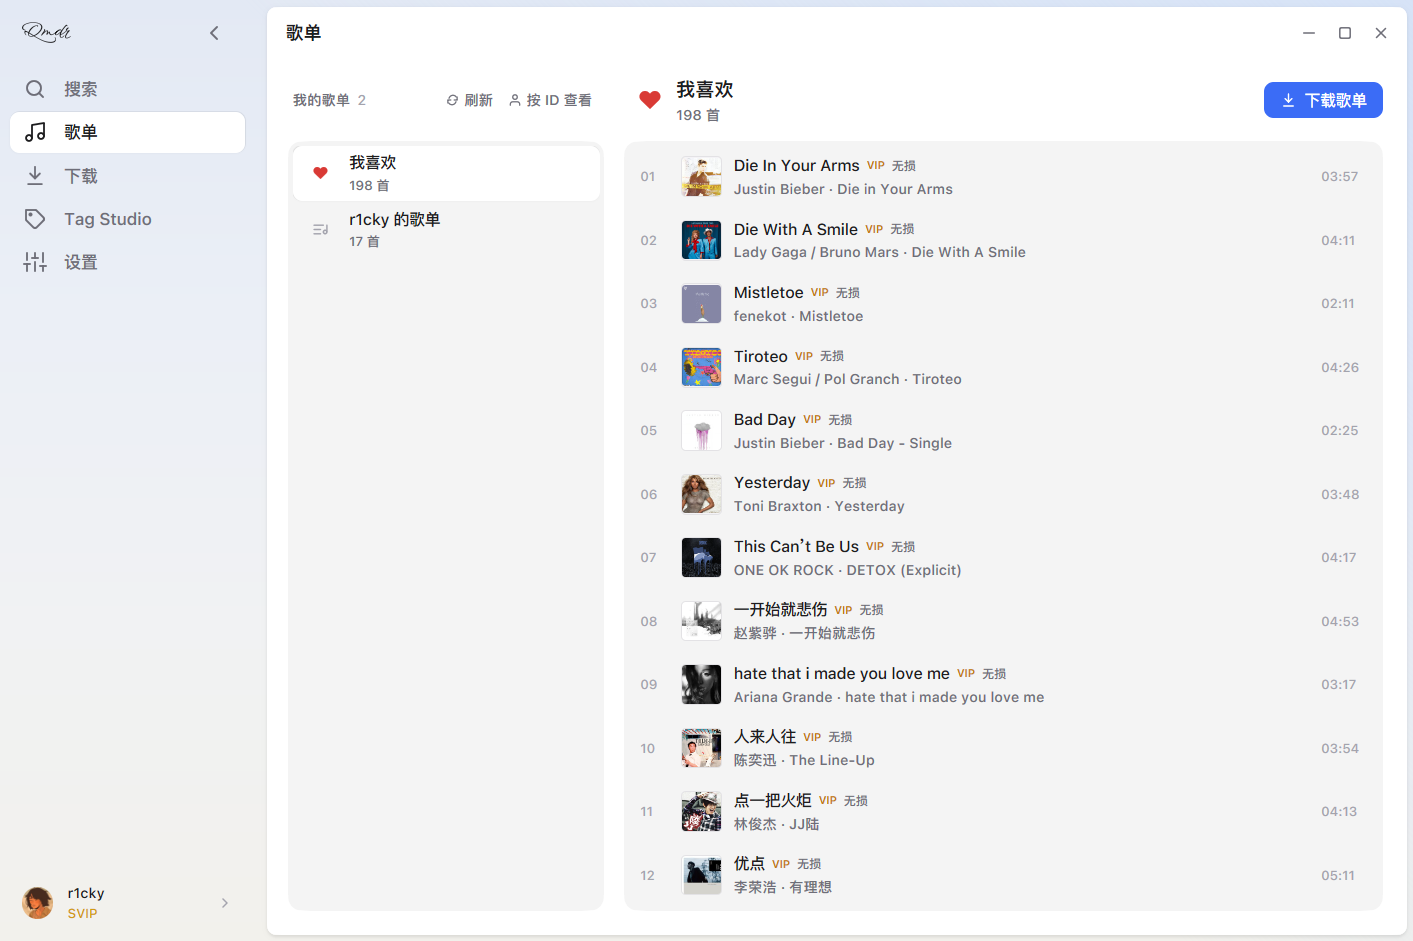 Qmdr
搜索
歌单
下载
Tag Studio
设置
r1cky
SVIP
歌单
我的歌单 2
刷新
按 ID 查看
我喜欢
198 首
r1cky 的歌单
17 首
我喜欢
198 首
下载歌单
01 Die In Your Arms VIP 无损 03:57
Justin Bieber · Die in Your Arms
02 Die With A Smile VIP 无损 04:11
Lady Gaga / Bruno Mars · Die With A Smile
03 Mistletoe VIP 无损 02:11
fenekot · Mistletoe
04 Tiroteo VIP 无损 04:26
Marc Segui / Pol Granch · Tiroteo
05 Bad Day VIP 无损 02:25
Justin Bieber · Bad Day - Single
06 Yesterday VIP 无损 03:48
Toni Braxton · Yesterday
07 This Can't Be Us VIP 无损 04:17
ONE OK ROCK · DETOX (Explicit)
08 一开始就悲伤 VIP 无损 04:53
赵紫骅 · 一开始就悲伤
09 hate that i made you love me VIP 无损 03:17
Ariana Grande · hate that i made you love me
10 人来人往 VIP 无损 03:54
陈奕迅 · The Line-Up
11 点一把火炬 VIP 无损 04:13
林俊杰 · JJ陆
12 优点 VIP 无损 05:11
李荣浩 · 有理想